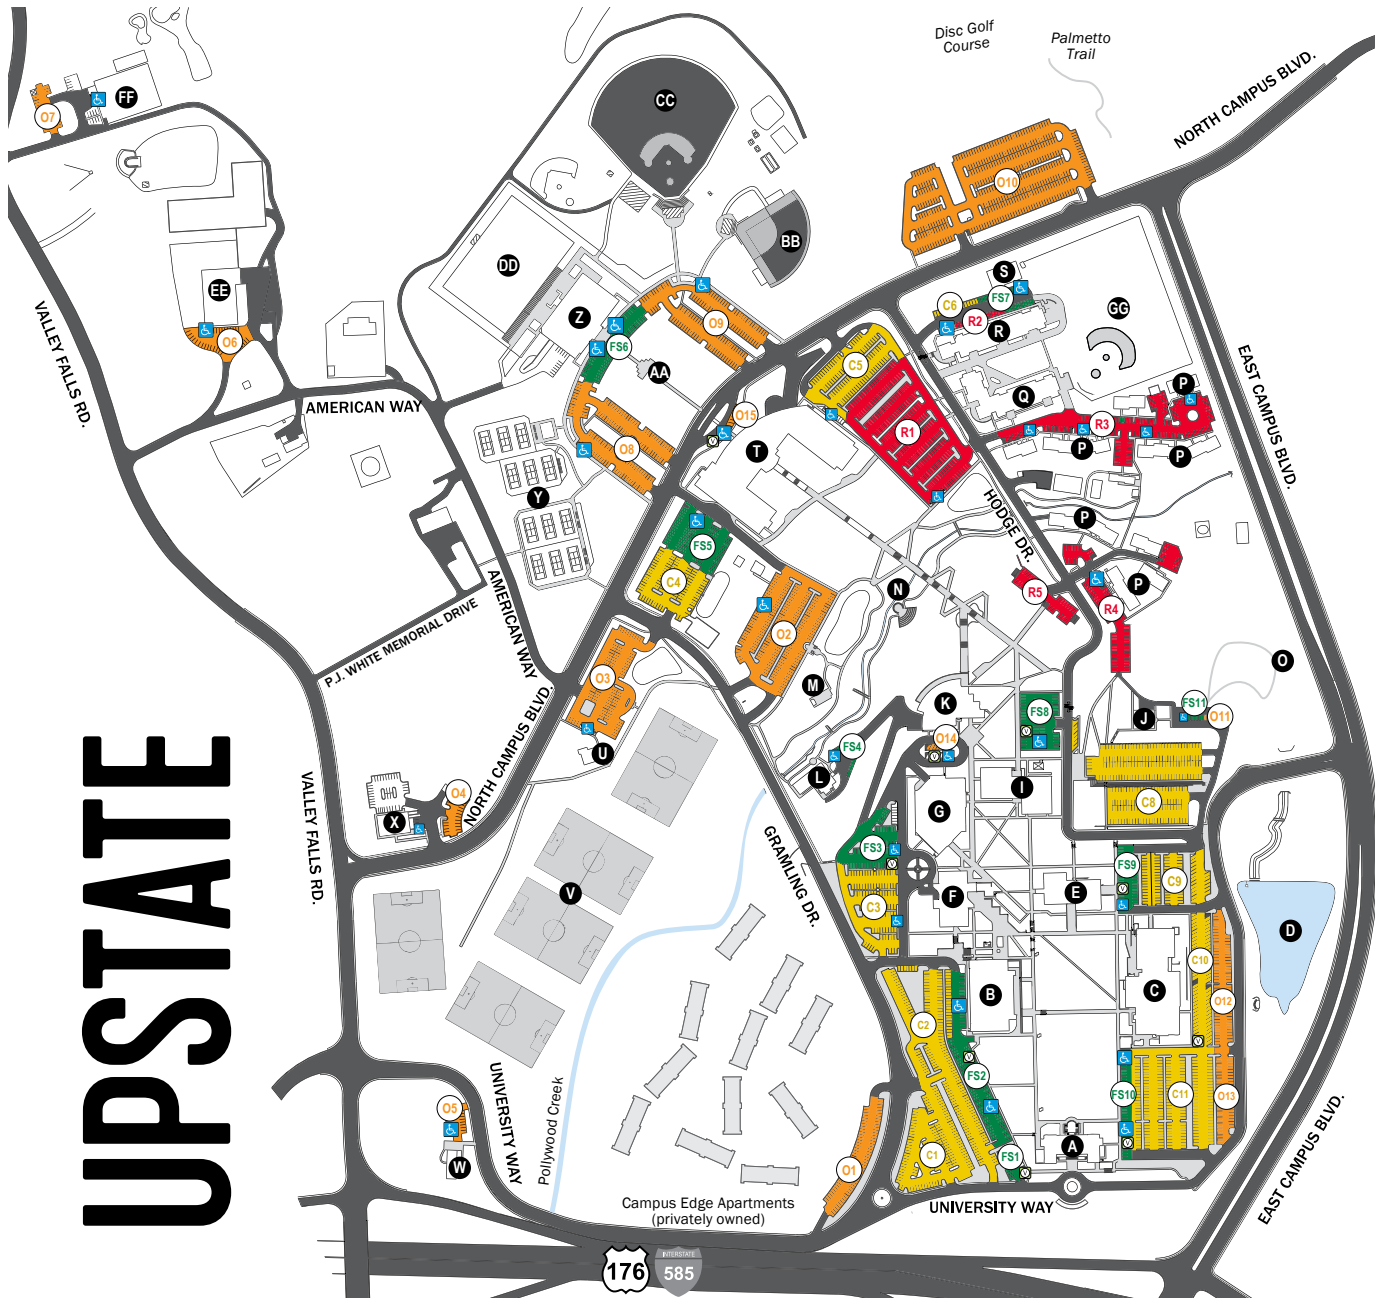 Disc Golf
Course
Palmetto
Trail
NORTH CAMPUS BLVD.
FF
O7
CC
O10
BB
DD
S
FS7
C6
R2
R
GG
EE
O6
Z
FS6
O9
AA
C5
VALLEY FALLS RD.
EAST CAMPUS BLVD.
AMERICAN WAY
Q
P
O15
V
R1
R3
P
P
T
O8
Y
HODGE DR.
P
FS5
C4
N
R5
P
R4
AMERICAN WAY
P.J. WHITE MEMORIAL DRIVE
O2
O3
M
O
K
FS8
V
J
FS11
O11
U
NORTH CAMPUS BLVD.
O14
V
FS4
L
I
UPSTATE
VALLEY FALLS RD.
X
O4
G
C8
GRAMLING DR.
FS3
V
FS9
V
C9
V
C3
F
E
D
C10
B
C
O12
C2
V
V
FS2
FS10
C11
O13
UNIVERSITY WAY
Pollywood Creek
O5
W
A
V
O1
C1
FS1
V
Campus Edge Apartments
(privately owned)
UNIVERSITY WAY
EAST CAMPUS BLVD.
176
INTERSTATE
585